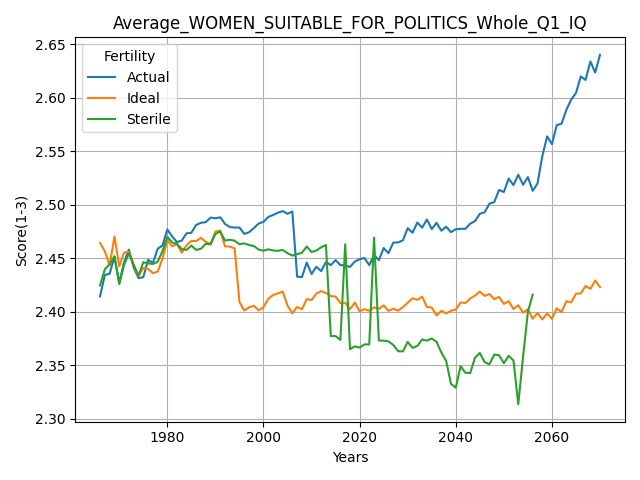 Average_WOMEN_SUITABLE_FOR_POLITICS_Whole_Q1_IQ
Fertility
Actual
Ideal
Sterile
Score(1-3)
2.65
2.60
2.55
2.50
2.45
2.40
2.35
2.30
1980 2000 2020 2040 2060
Years